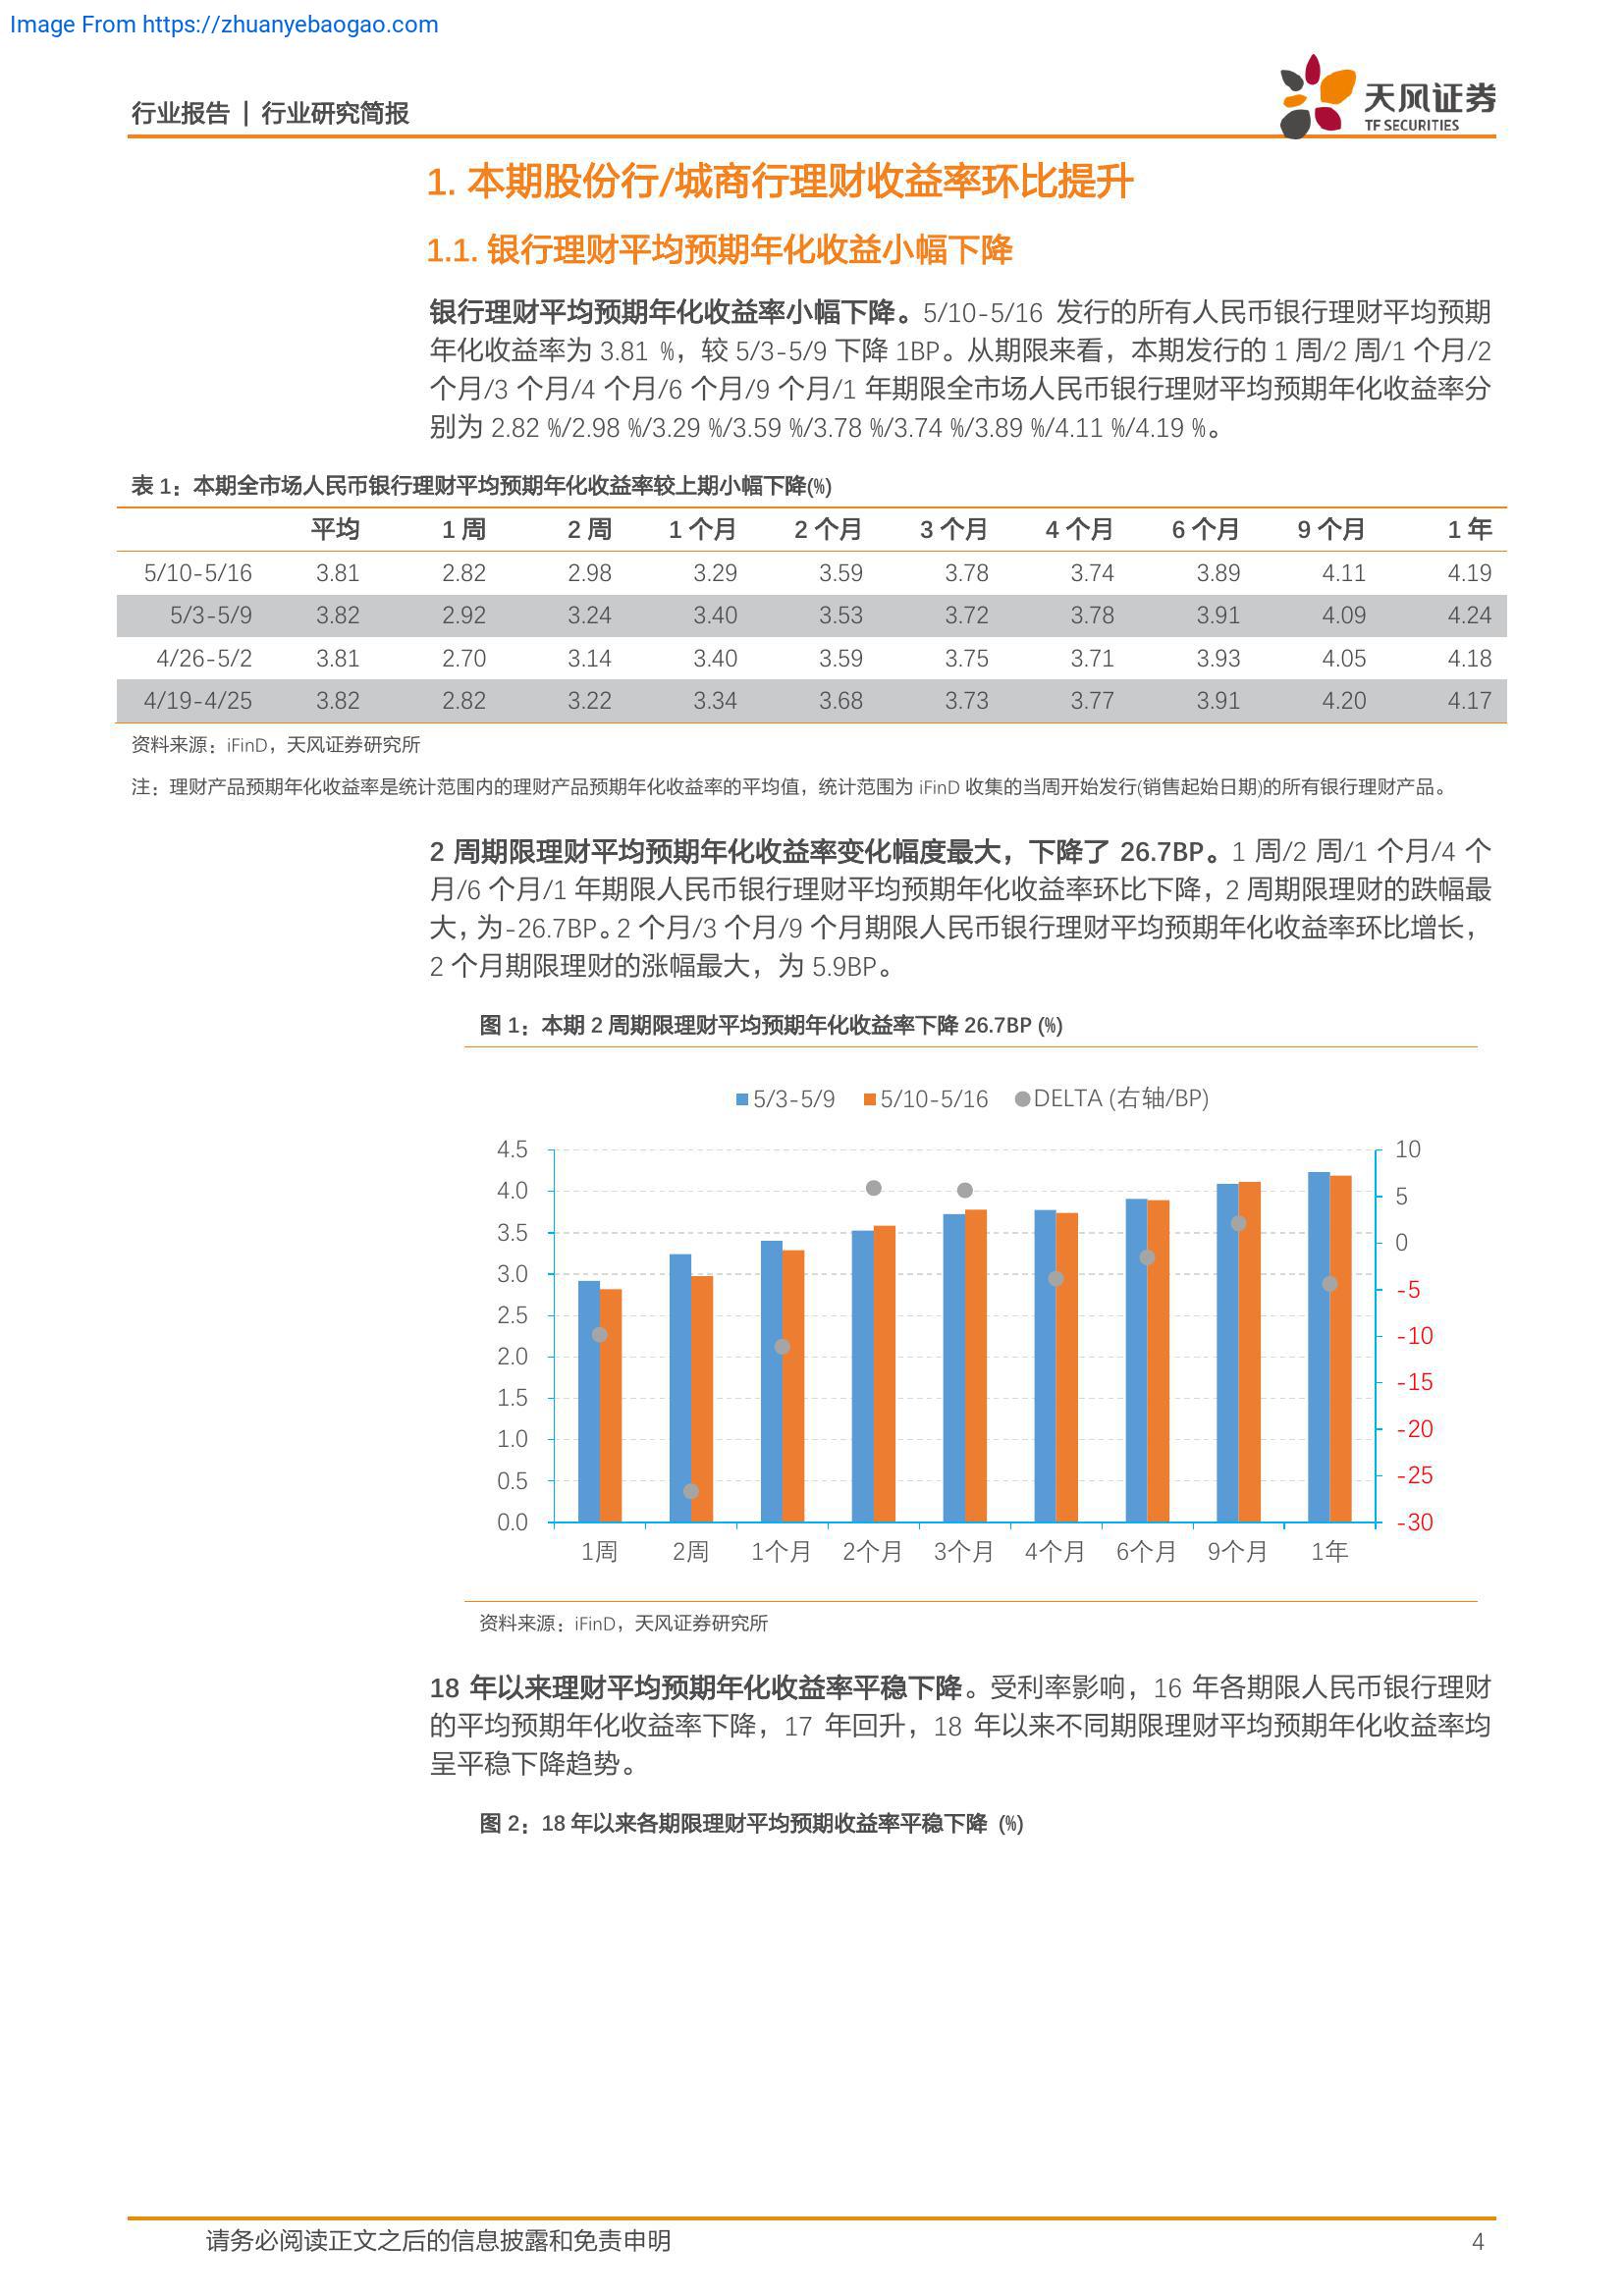 Image From https://zhuanyebaogao.com
行业报告 | 行业研究简报
天风证券
TF SECURITIES
1. 本期股份行/城商行理财收益率环比提升
1.1. 银行理财平均预期年化收益小幅下降
银行理财平均预期年化收益率小幅下降。5/10-5/16 发行的所有人民币银行理财平均预期
年化收益率为 3.81 %，较 5/3-5/9 下降 1BP。从期限来看，本期发行的 1 周/2 周/1 个月/2
个月/3 个月/4 个月/6 个月/9 个月/1 年期限全市场人民币银行理财平均预期年化收益率分
别为 2.82 %/2.98 %/3.29 %/3.59 %/3.78 %/3.74 %/3.89 %/4.11 %/4.19 %。
表 1：本期全市场人民币银行理财平均预期年化收益率较上期小幅下降(%)
平均 1 周 2 周 1 个月 2 个月 3 个月 4 个月 6 个月 9 个月 1 年
5/10-5/16 3.81 2.82 2.98 3.29 3.59 3.78 3.74 3.89 4.11 4.19
5/3-5/9 3.82 2.92 3.24 3.40 3.53 3.72 3.78 3.91 4.09 4.24
4/26-5/2 3.81 2.70 3.14 3.40 3.59 3.75 3.71 3.93 4.05 4.18
4/19-4/25 3.82 2.82 3.22 3.34 3.68 3.73 3.77 3.91 4.20 4.17
资料来源：iFinD，天风证券研究所
注：理财产品预期年化收益率是统计范围内的理财产品预期年化收益率的平均值，统计范围为 iFinD 收集的当周开始发行(销售起始日期)的所有银行理财产品。
2 周期限理财平均预期年化收益率变化幅度最大，下降了 26.7BP。1 周/2 周/1 个月/4 个
月/6 个月/1 年期限人民币银行理财平均预期年化收益率环比下降，2 周期限理财的跌幅最
大，为-26.7BP。2 个月/3 个月/9 个月期限人民币银行理财平均预期年化收益率环比增长，
2 个月期限理财的涨幅最大，为 5.9BP。
图 1：本期 2 周期限理财平均预期年化收益率下降 26.7BP (%)
5/3-5/9 5/10-5/16 DELTA (右轴/BP)
4.5 10
4.0 5
3.5 0
3.0 -5
2.5 -10
2.0 -15
1.5 -20
1.0 -25
0.5 -30
0.0
1周 2周 1个月 2个月 3个月 4个月 6个月 9个月 1年
资料来源：iFinD，天风证券研究所
18 年以来理财平均预期年化收益率平稳下降。受利率影响，16 年各期限人民币银行理财
的平均预期年化收益率下降，17 年回升，18 年以来不同期限理财平均预期年化收益率均
呈平稳下降趋势。
图 2：18 年以来各期限理财平均预期收益率平稳下降 (%)
请务必阅读正文之后的信息披露和免责申明 4